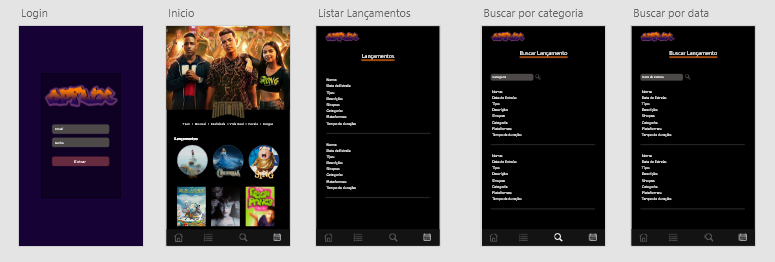 Login
Inicio
Listar Lançamentos
Buscar por categoria
Buscar por data
Email
Senha
Entrar
Lançamentos
SING
Lançamentos
Nome:
Data de Estreia:
Tipo:
Descrição:
Sinopse:
Categoria:
Plataformas:
Tempo de duração:
Nome:
Data de Estreia:
Tipo:
Descrição:
Sinopse:
Categoria:
Plataformas:
Tempo de duração:
Buscar Lançamento
Categoria
Nome:
Data de Estreia:
Tipo:
Descrição:
Sinopse:
Categoria:
Plataformas:
Tempo de duração:
Nome:
Data de Estreia:
Tipo:
Descrição:
Sinopse:
Categoria:
Plataformas:
Tempo de duração:
Buscar Lançamento
Data de Estreia
Nome:
Data de Estreia:
Tipo:
Descrição:
Sinopse:
Categoria:
Plataformas:
Tempo de duração:
Nome:
Data de Estreia:
Tipo:
Descrição:
Sinopse:
Categoria:
Plataformas:
Tempo de duração: